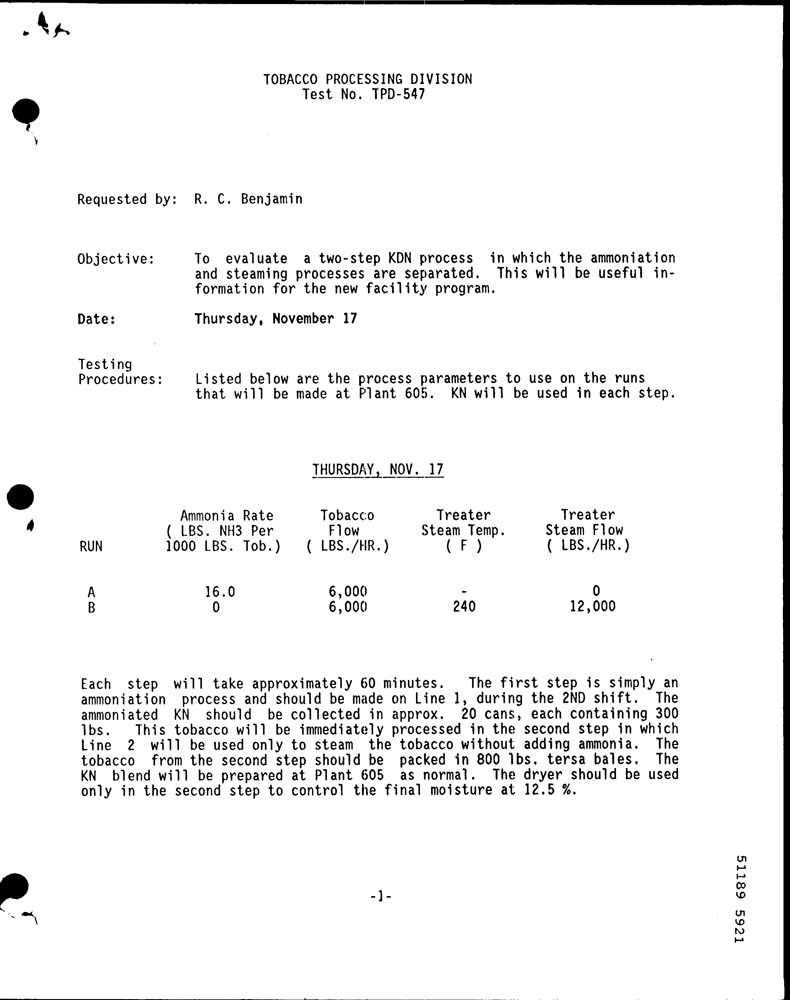 TOBACCO PROCESSING DIVISION
Test No. TPD-547
Requested by: R. C. Benjamin
Objective: To evaluate a two-step KDN process in which the ammoniation
and steaming processes are separated. This will be useful in-
formation for the new facility program.
Date: Thursday, November 17
Testing
Procedures: Listed below are the process parameters to use on the runs
that will be made at Plant 605. KN will be used in each step.
THURSDAY, NOV. 17
Ammonia Rate Tobacco Treater Treater
( LBS. NH3 Per Flow Steam Temp. Steam Flow
RUN 1000 LBS. Tob.) ( LBS./HR.) ( F ) ( LBS./HR.)
A 16.0 6,000 - 0
B 0 6,000 240 12,000
Each step will take approximately 60 minutes. The first step is simply an
ammoniation process and should be made on Line 1, during the 2ND shift. The
ammoniated KN should be collected in approx. 20 cans, each containing 300
lbs. This tobacco will be immediately processed in the second step in which
Line 2 will be used only to steam the tobacco without adding ammonia. The
tobacco from the second step should be packed in 800 lbs. tersa bales. The
KN blend will be prepared at Plant 605 as normal. The dryer should be used
only in the second step to control the final moisture at 12.5 %.
-1-
51189 5921